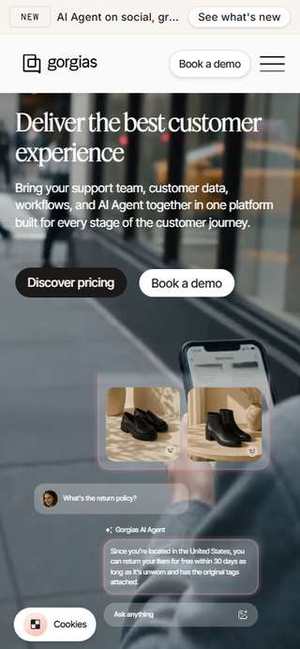 NEW AI Agent on social, gr... See what's new
gorgias Book a demo
Deliver the best customer
experience
Bring your support team, customer data,
workflows, and AI Agent together in one platform
built for every stage of the customer journey.
Discover pricing Book a demo
What's the return policy?
Gorgias AI Agent
Since you're located in the United States, you
can return your item for free within 30 days as
long as it's unworn and has the original tags
attached.
Ask anything
Cookies